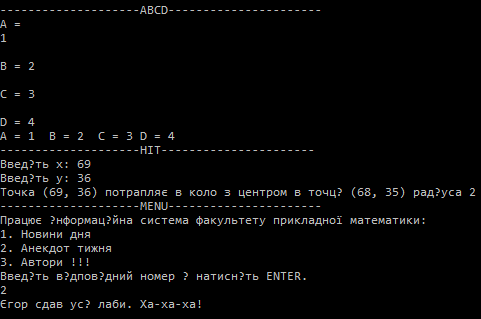 --------------------ABCD----------------------
A =
1
B = 2
C = 3
D = 4
A = 1  B = 2  C = 3 D = 4
--------------------HIT----------------------
Введ?ть x: 69
Введ?ть y: 36
Точка (69, 36) потрапляє в коло з центром в точц? (68, 35) рад?уса 2
--------------------MENU----------------------
Працює ?нформац?йна система факультету прикладної математики:
1. Новини дня
2. Анекдот тижня
3. Автори !!!
Введ?ть в?дпов?дний номер ? натисн?ть ENTER.
2
Єгор сдав ус? лаби. Ха-ха-ха!